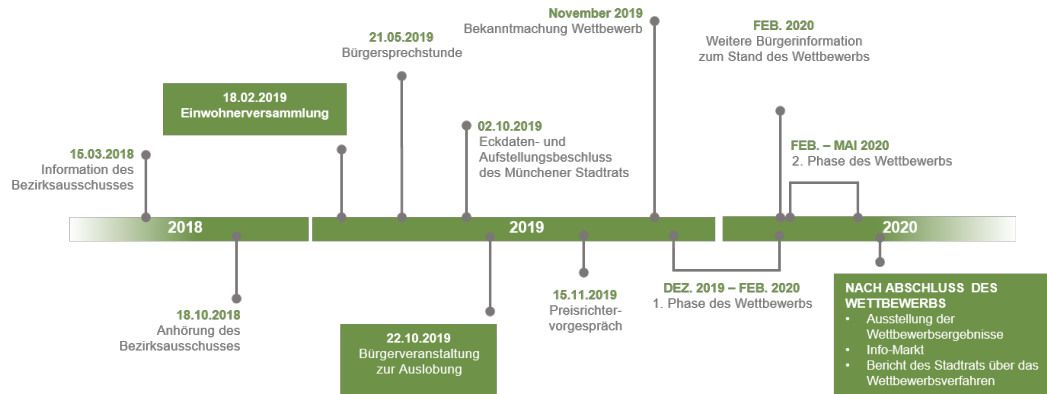 15.03.2018
Information des
Bezirksausschusses
18.02.2019
Einwohnerversammlung
21.05.2019
Bürgersprechstunde
02.10.2019
Eckdaten- und
Aufstellungsbeschluss
des Münchener Stadtrats
November 2019
Bekanntmachung Wettbewerb
FEB. 2020
Weitere Bürgerinformation
zum Stand des Wettbewerbs
FEB. – MAI 2020
2. Phase des Wettbewerbs
2018
2019
2020
18.10.2018
Anhörung des
Bezirksausschusses
22.10.2019
Bürgerveranstaltung
zur Auslobung
15.11.2019
Preisrichter-
vorgespräch
DEZ. 2019 – FEB. 2020
1. Phase des Wettbewerbs
NACH ABSCHLUSS DES
WETTBEWERBS
• Ausstellung der
Wettbewerbsergebnisse
• Info-Markt
• Bericht des Stadtrats über das
Wettbewerbsverfahren